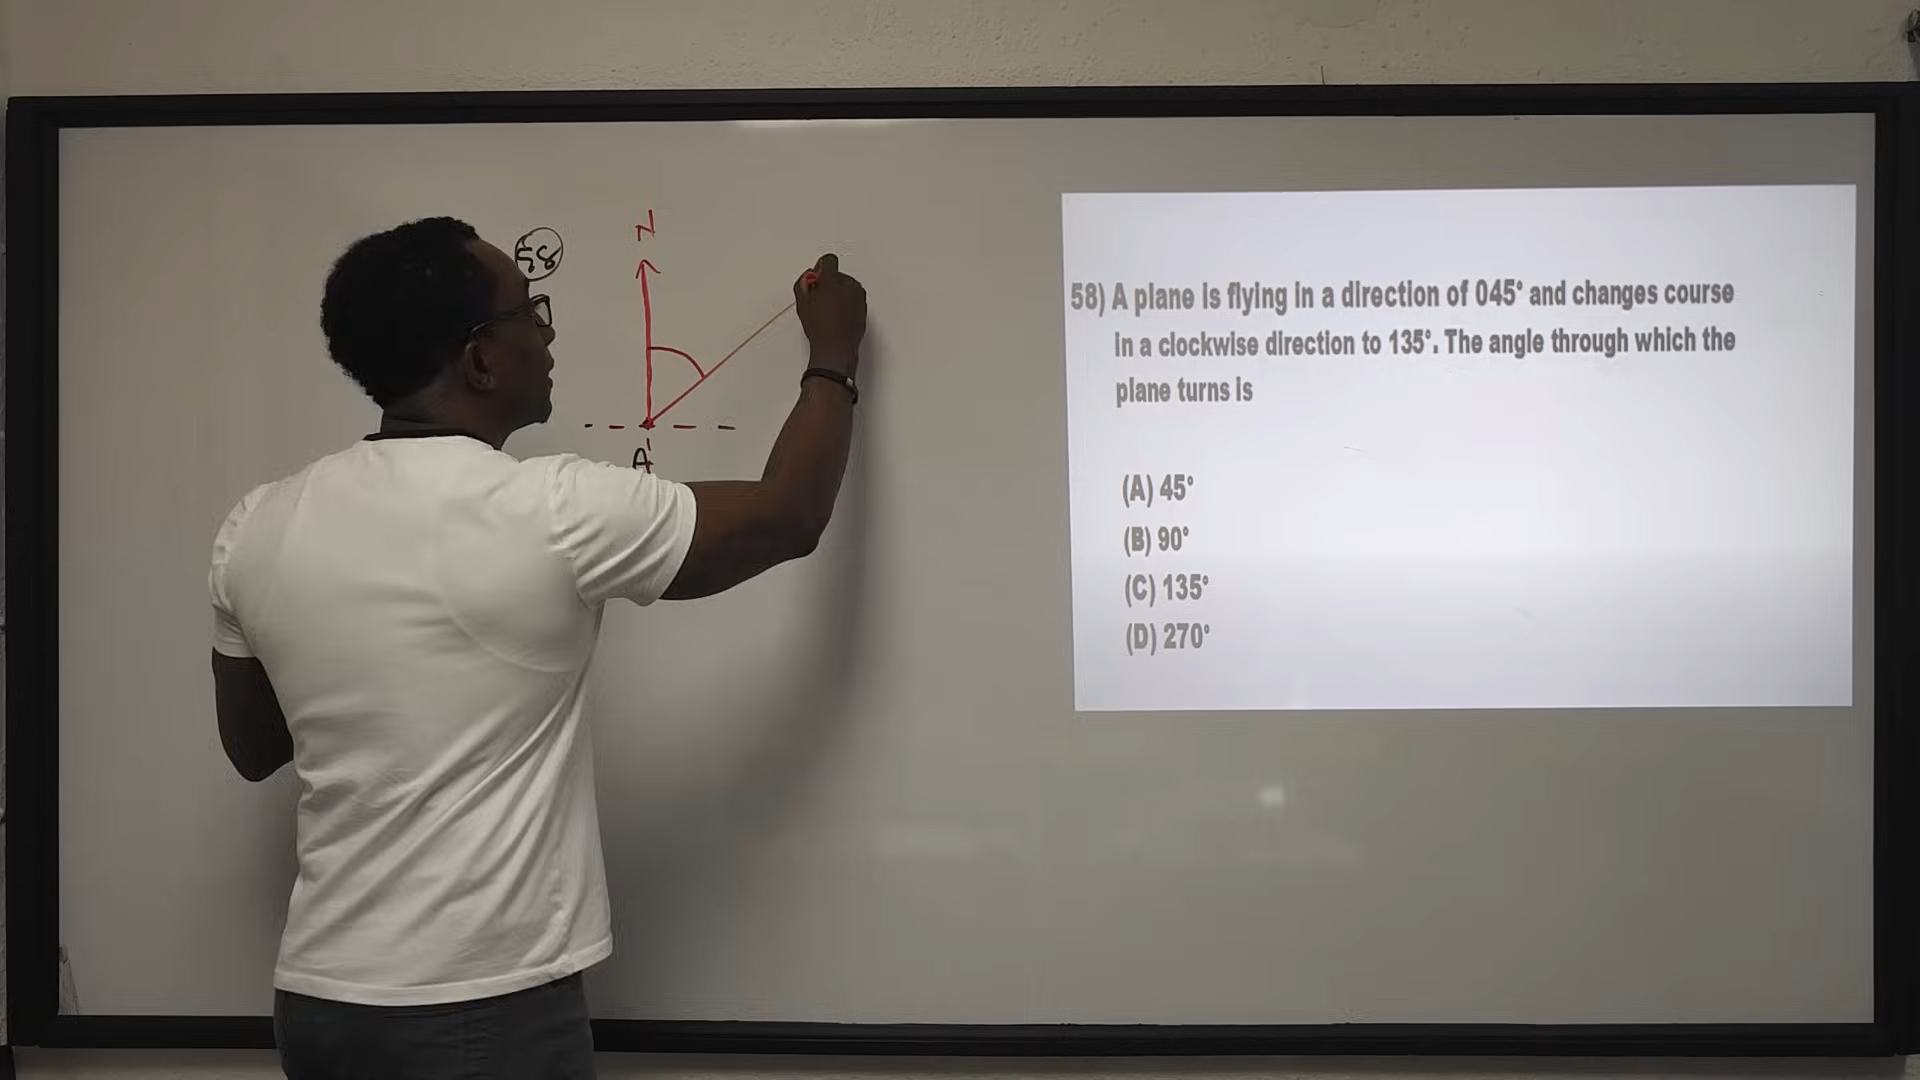 58
N
A
58) A plane is flying in a direction of 045° and changes course
in a clockwise direction to 135°. The angle through which the
plane turns is
(A) 45°
(B) 90°
(C) 135°
(D) 270°